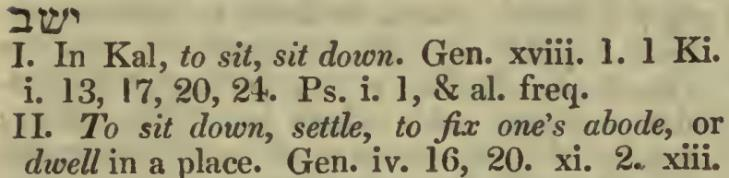 ישב
I. In Kal, to sit, sit down. Gen. xviii. 1. 1 Ki.
i. 13, 17, 20, 24. Ps. i. 1, & al. freq.
II. To sit down, settle, to fix one's abode, or
dwell in a place. Gen. iv. 16, 20. xi. 2. xiii.